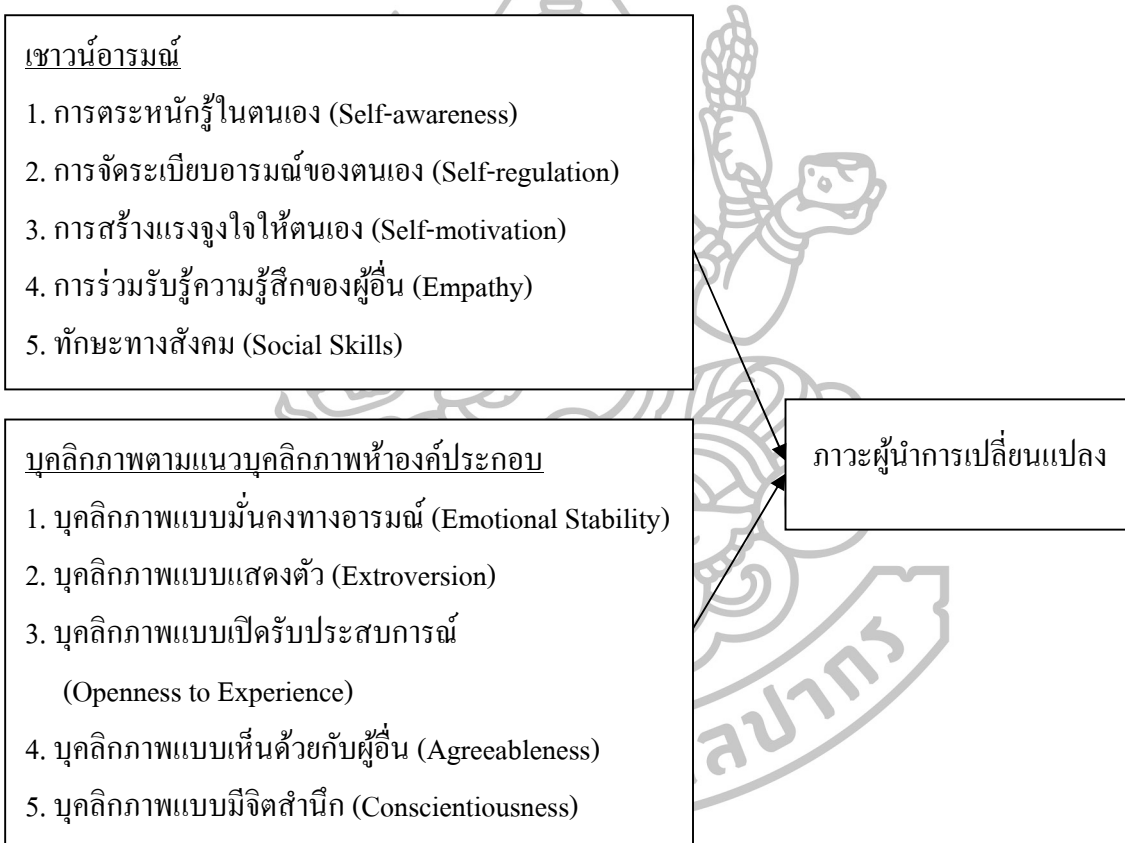 เชาวน์อารมณ์
1. การตระหนักรู้ในตนเอง (Self-awareness)
2. การจัดระเบียบอารมณ์ของตนเอง (Self-regulation)
3. การสร้างแรงจูงใจให้ตนเอง (Self-motivation)
4. การร่วมรับรู้ความรู้สึกของผู้อื่น (Empathy)
5. ทักษะทางสังคม (Social Skills)
บุคลิกภาพตามแนวบุคลิกภาพห้าองค์ประกอบ
1. บุคลิกภาพแบบมั่นคงทางอารมณ์ (Emotional Stability)
2. บุคลิกภาพแบบแสดงตัว (Extroversion)
3. บุคลิกภาพแบบเปิดรับประสบการณ์
(Openness to Experience)
4. บุคลิกภาพแบบเห็นด้วยกับผู้อื่น (Agreeableness)
5. บุคลิกภาพแบบมีจิตสำนึก (Conscientiousness)
ภาวะผู้นำการเปลี่ยนแปลง
ลปากร